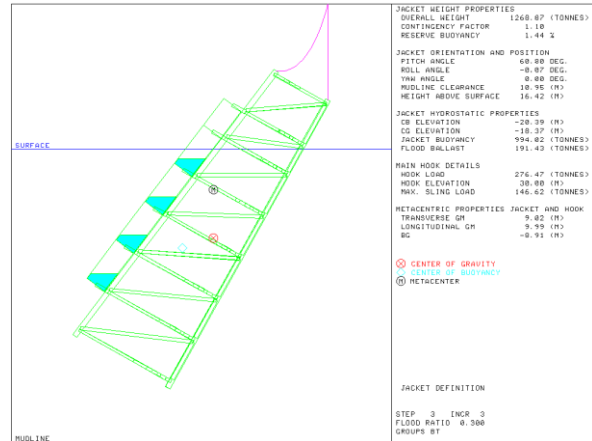 JACKET WEIGHT PROPERTIES
OVERALL WEIGHT 1268.07 (TONNES)
CONTINGENCY FACTOR 1.10
RESERVE BUOYANCY 1.44 %
JACKET ORIENTATION AND POSITION
PITCH ANGLE 60.00 DEG.
ROLL ANGLE -0.07 DEG.
YAW ANGLE 0.00 DEG.
MUDLINE CLEARANCE 10.95 (M)
HEIGHT ABOVE SURFACE 16.42 (M)
JACKET HYDROSTATIC PROPERTIES
CB ELEVATION -20.39 (M)
CG ELEVATION -18.37 (M)
JACKET BUOYANCY 994.02 (TONNES)
FLOOD BALLAST 191.43 (TONNES)
MAIN HOOK DETAILS
HOOK LOAD 276.47 (TONNES)
HOOK ELEVATION 30.00 (M)
MAX. SLING LOAD 146.62 (TONNES)
METACENTRIC PROPERTIES JACKET AND HOOK
TRANSVERSE GM 9.02 (M)
LONGITUDINAL GM 9.99 (M)
BG -8.91 (M)
CENTER OF GRAVITY
CENTER OF BUOYANCY
M METACENTER
SURFACE
M
JACKET DEFINITION
STEP 3 INCR 3
FLOOD RATIO 0.300
GROUPS BT
MUDLINE